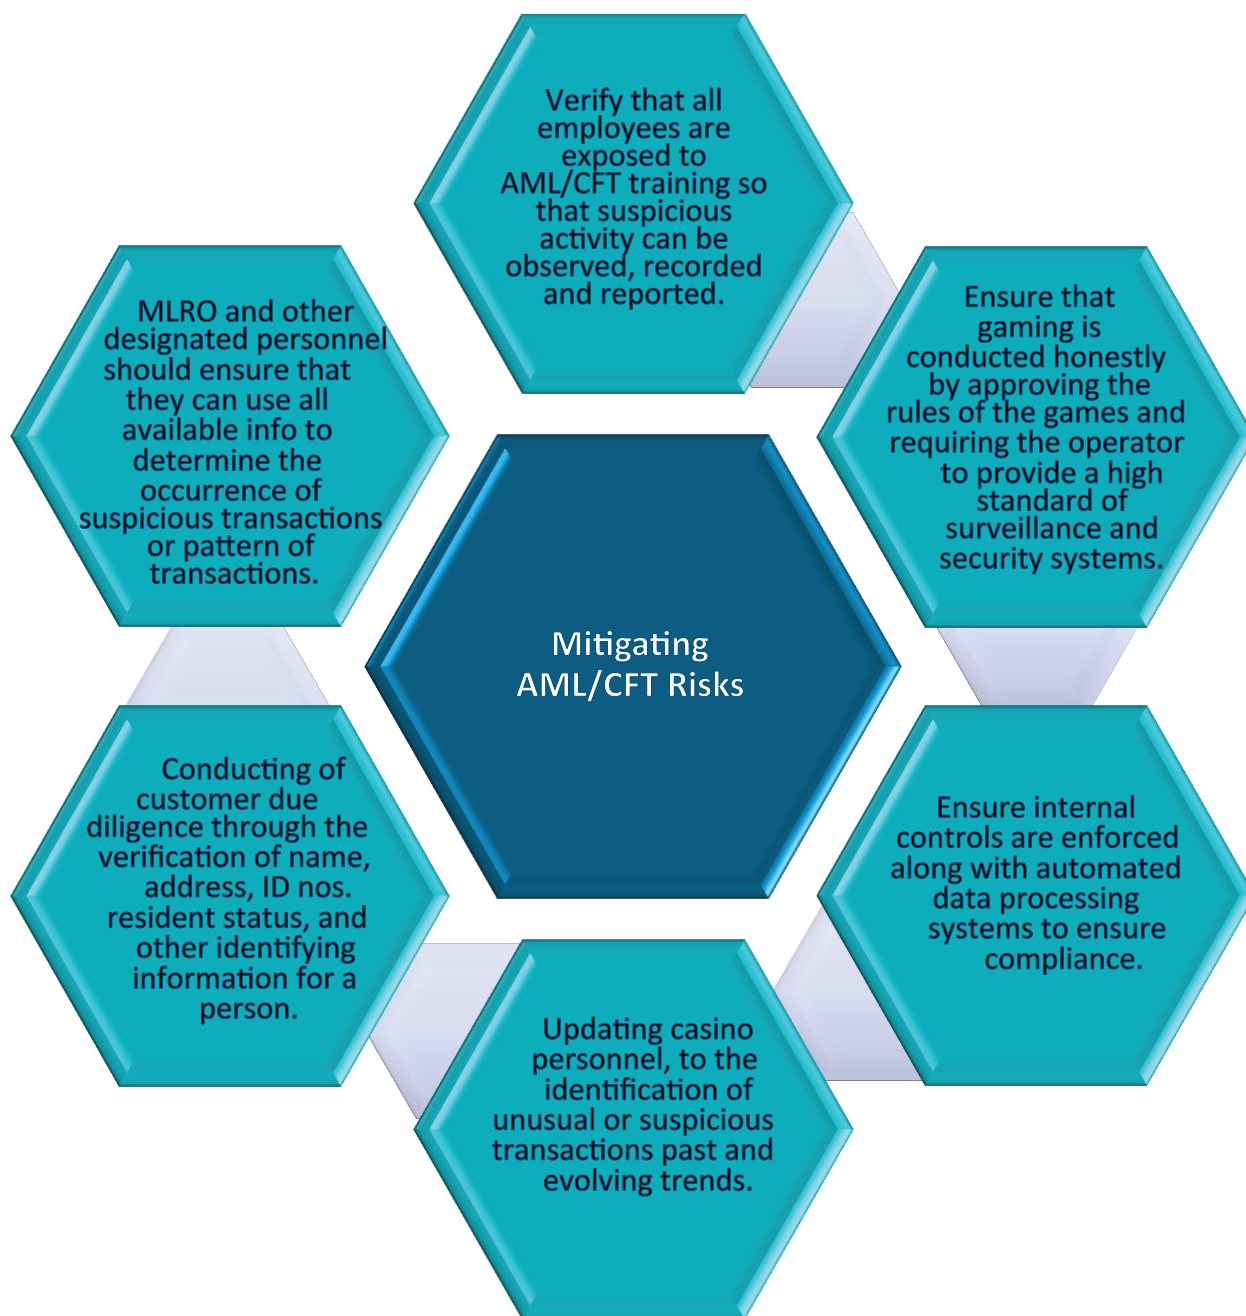 Verify that all
employees are
exposed to
AML/CFT training so
that suspicious
activity can be
observed, recorded
and reported.
Ensure that
gaming is
conducted honestly
by approving the
rules of the games and
requiring the operator
to provide a high
standard of
surveillance and
security systems.
Ensure internal
controls are enforced
along with automated
data processing
systems to ensure
compliance.
Updating casino
personnel, to the
identification of
unusual or suspicious
transactions past and
evolving trends.
Conducting of
customer due
diligence through the
verification of name,
address, ID nos.
resident status, and
other identifying
information for a
person.
MLRO and other
designated personnel
should ensure that
they can use all
available info to
determine the
occurrence of
suspicious transactions
or pattern of
transactions.
Mitigating
AML/CFT Risks